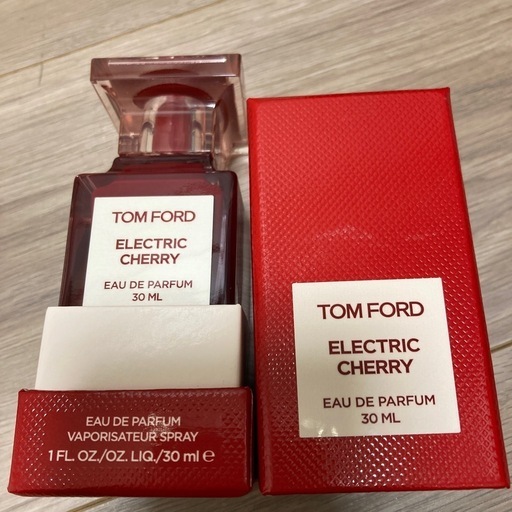 TOM FORD
ELECTRIC
CHERRY
EAU DE PARFUM
30 ML
EAU DE PARFUM
VAPORISATEUR SPRAY
1 FL. OZ./OZ. LIQ./30 ml ℮
TOM FORD
ELECTRIC
CHERRY
EAU DE PARFUM
30 ML